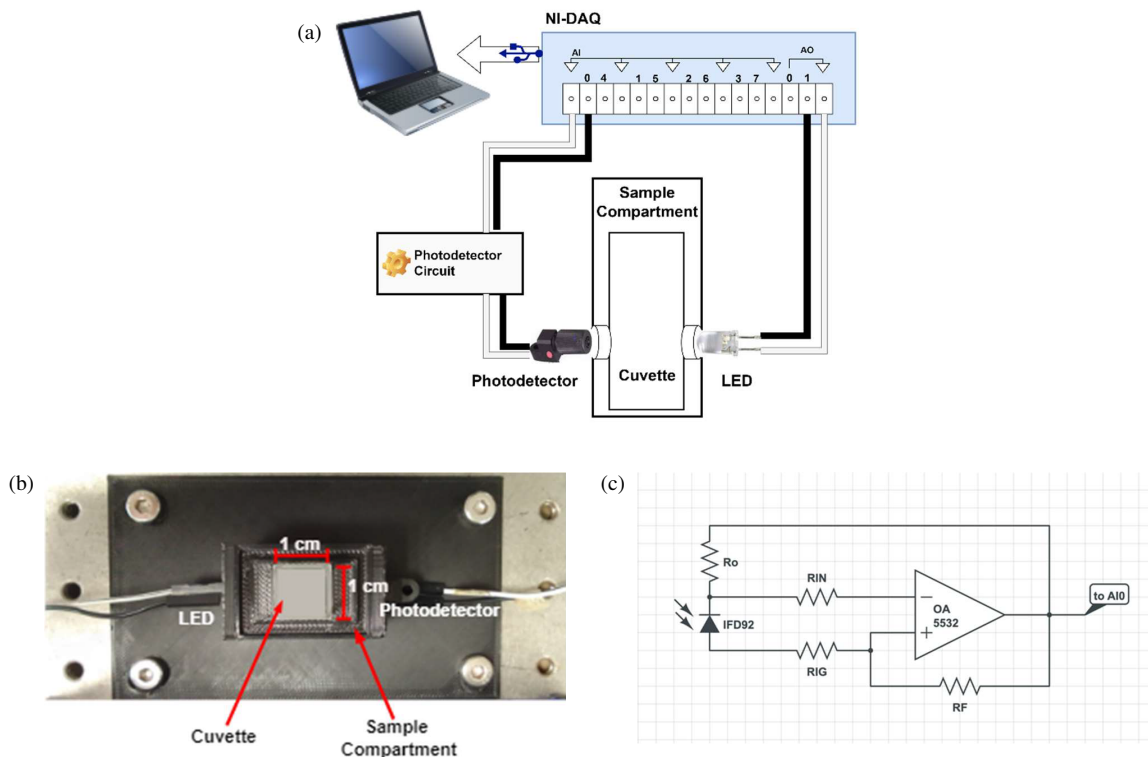 (a)
NI-DAQ
AI
AO
0 4 1 5 2 6 3 7 0 1
Sample
Compartment
Photodetector
Circuit
Photodetector
Cuvette
LED
(b)
1 cm
1 cm
LED
Photodetector
Cuvette
Sample
Compartment
(c)
Ro
RIN
IFD92
OA
5532
to AI0
RIG
RF